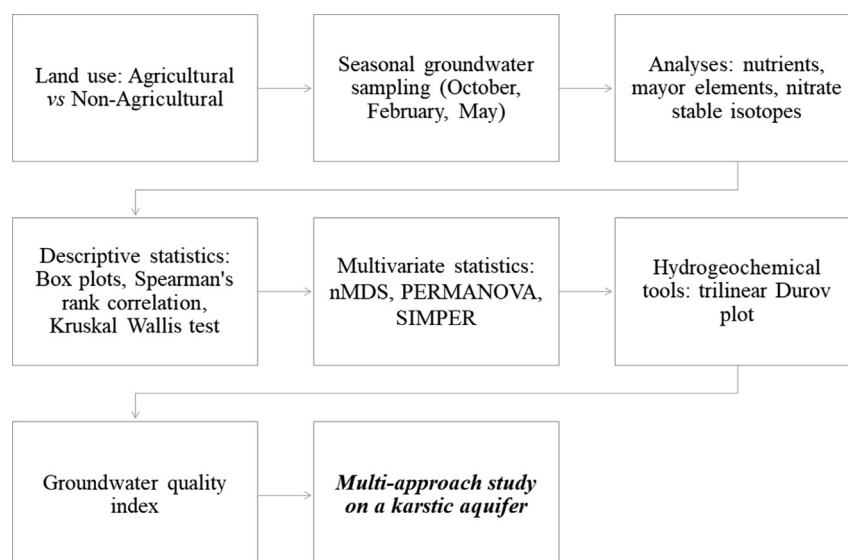 Land use: Agricultural
vs Non-Agricultural
Seasonal groundwater
sampling (October,
February, May)
Analyses: nutrients,
mayor elements, nitrate
stable isotopes
Descriptive statistics:
Box plots, Spearman's
rank correlation,
Kruskal Wallis test
Multivariate statistics:
nMDS, PERMANOVA,
SIMPER
Hydrogeochemical
tools: trilinear Durov
plot
Groundwater quality
index
Multi-approach study
on a karstic aquifer